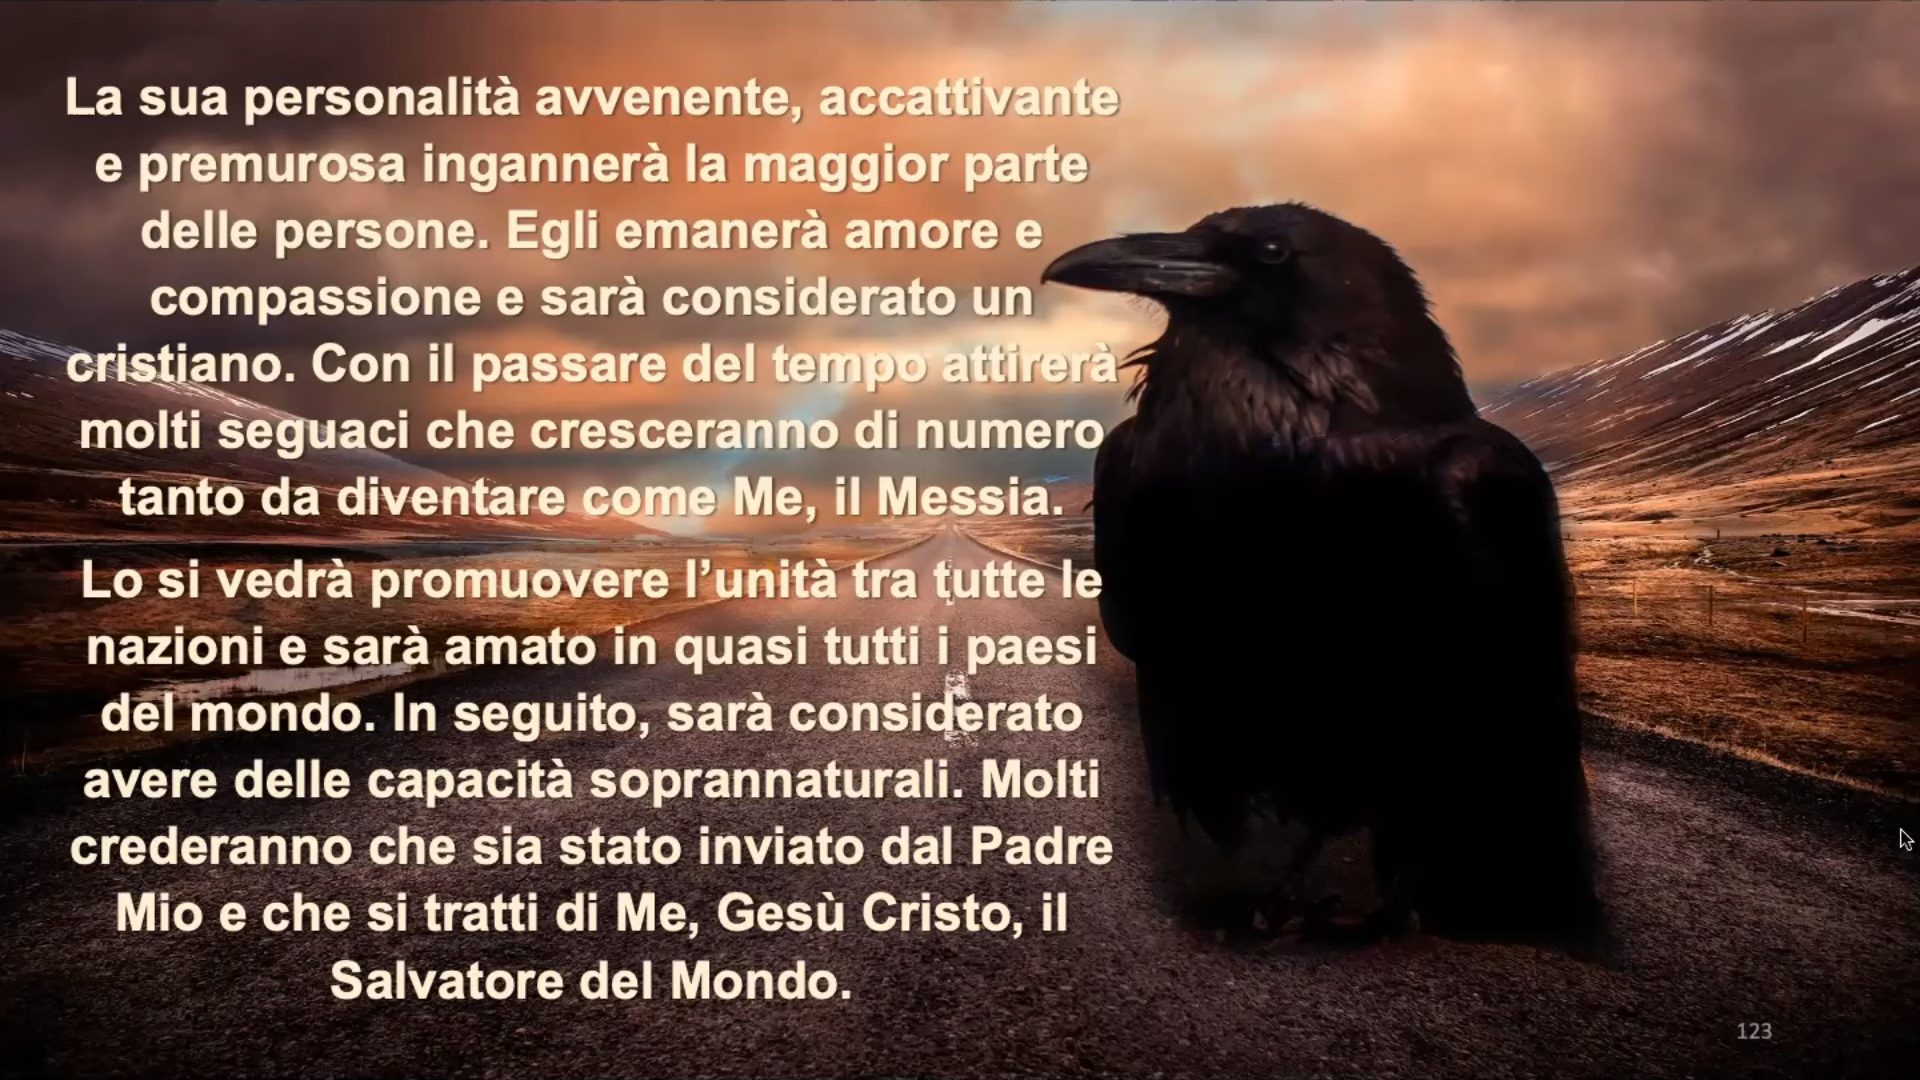 La sua personalità avvenente, accattivante
e premurosa ingannerà la maggior parte
delle persone. Egli emanerà amore e
compassione e sarà considerato un
cristiano. Con il passare del tempo attirerà
molti seguaci che cresceranno di numero
tanto da diventare come Me, il Messia.
Lo si vedrà promuovere l’unità tra tutte le
nazioni e sarà amato in quasi tutti i paesi
del mondo. In seguito, sarà considerato
avere delle capacità soprannaturali. Molti
crederanno che sia stato inviato dal Padre
Mio e che si tratti di Me, Gesù Cristo, il
Salvatore del Mondo.
123